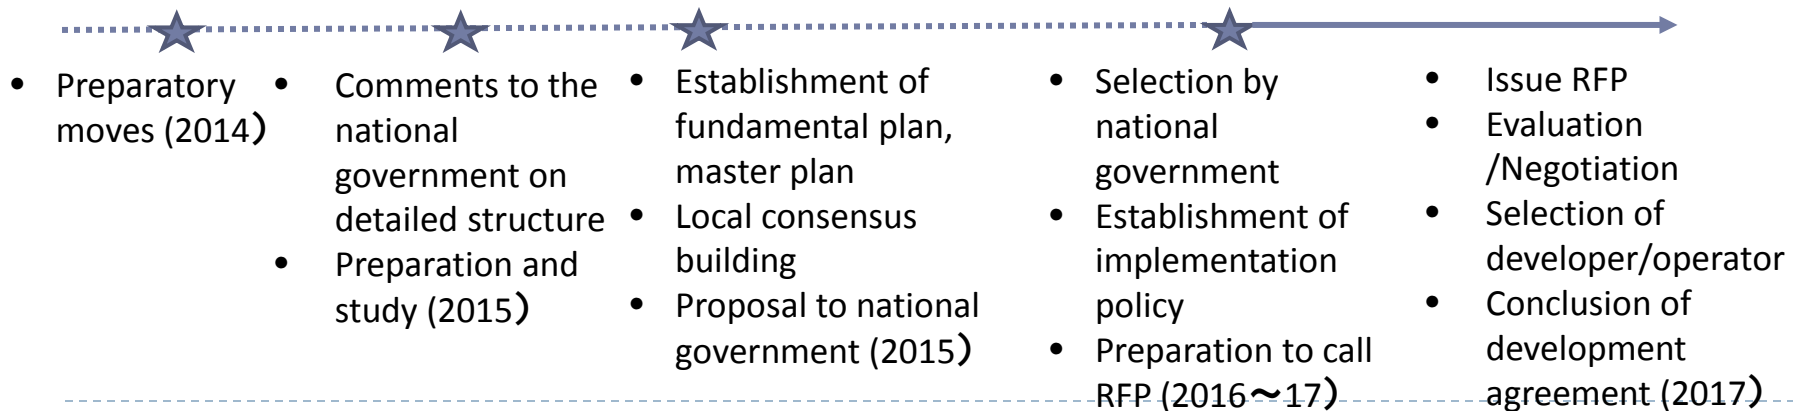 • Preparatory
moves (2014）
• Comments to the
national
government on
detailed structure
• Preparation and
study (2015）
• Establishment of
fundamental plan,
master plan
• Local consensus
building
• Proposal to national
government (2015）
• Selection by
national
government
• Establishment of
implementation
policy
• Preparation to call
RFP (2016～17）
• Issue RFP
• Evaluation
/Negotiation
• Selection of
developer/operator
• Conclusion of
development
agreement (2017）